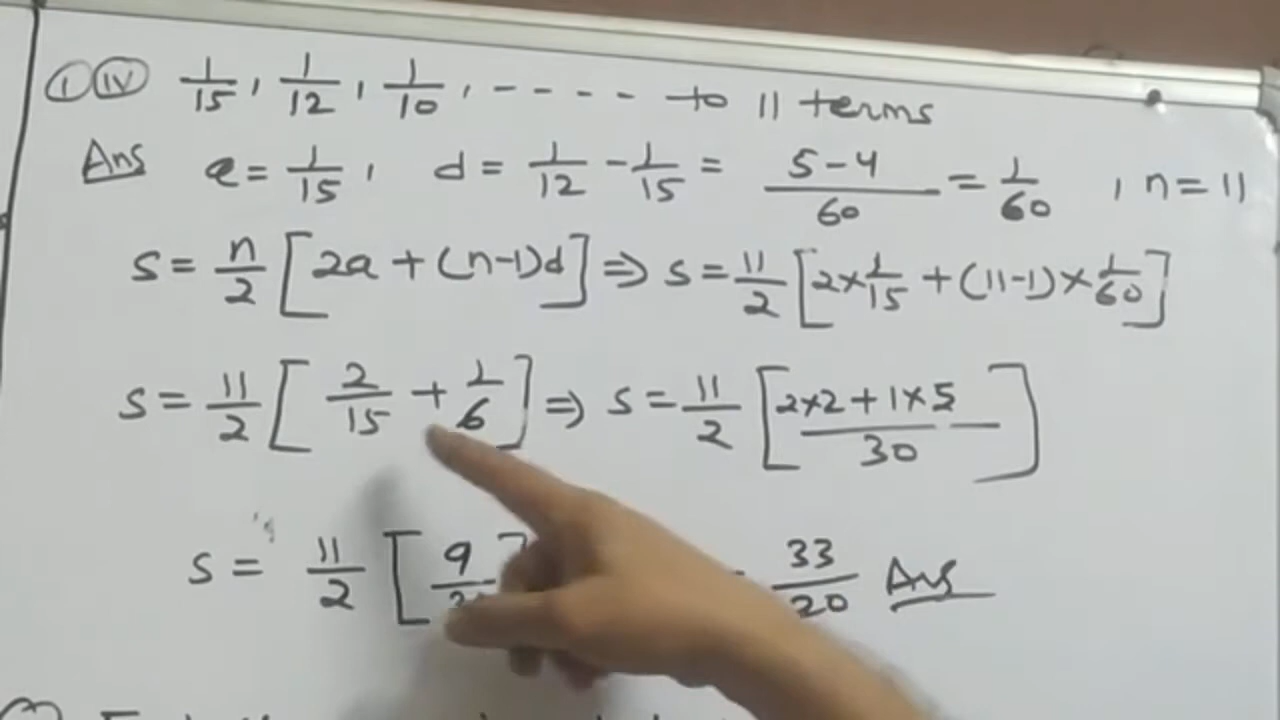 ① ⓘⓥ 1/15, 1/12, 1/10, ---- to 11 terms
Ans a = 1/15, d = 1/12 - 1/15 = 5-4/60 = 1/60, n = 11
S = n/2 [2a + (n-1)d] ⇒ S = 11/2 [2×1/15 + (11-1)×1/60]
S = 11/2 [2/15 + 1/6] ⇒ S = 11/2 [2×2+1×5/30]
S = 11/2 [9/ 33/20 Ans